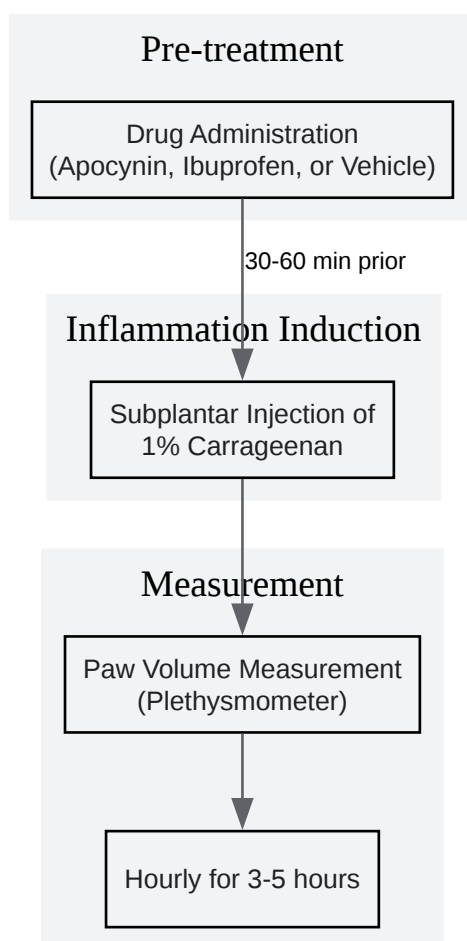 Pre-treatment
Drug Administration
(Apocynin, Ibuprofen, or Vehicle)
30-60 min prior
Inflammation Induction
Subplantar Injection of
1% Carrageenan
Measurement
Paw Volume Measurement
(Plethysmometer)
Hourly for 3-5 hours